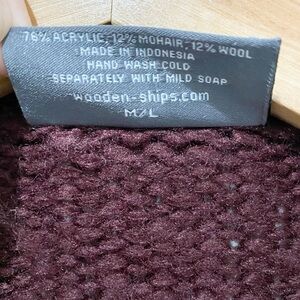 76% ACRYLIC, 12% MOHAIR, 12% WOOL
MADE IN INDONESIA
HAND WASH COLD
SEPARATELY WITH MILD SOAP
wooden-ships.com
M/L